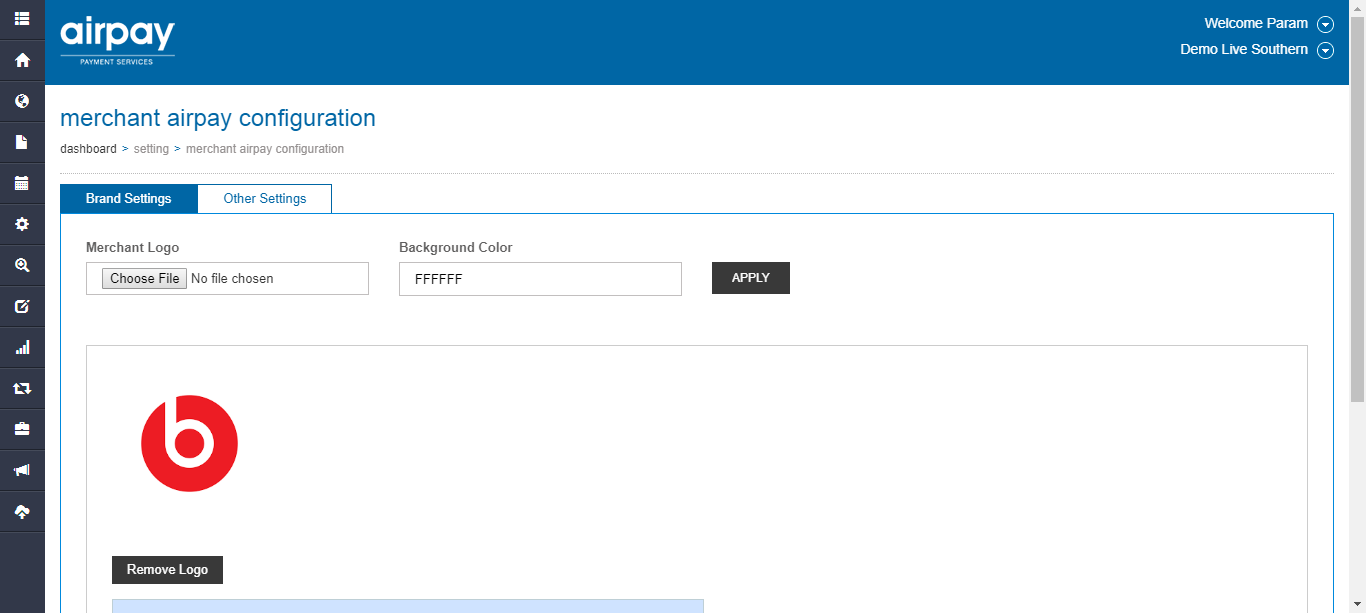 airpay
PAYMENT SERVICES
Welcome Param
Demo Live Southern
merchant airpay configuration
dashboard > setting > merchant airpay configuration
Brand Settings Other Settings
Merchant Logo Background Color
Choose File No file chosen FFFFFF APPLY
b
Remove Logo